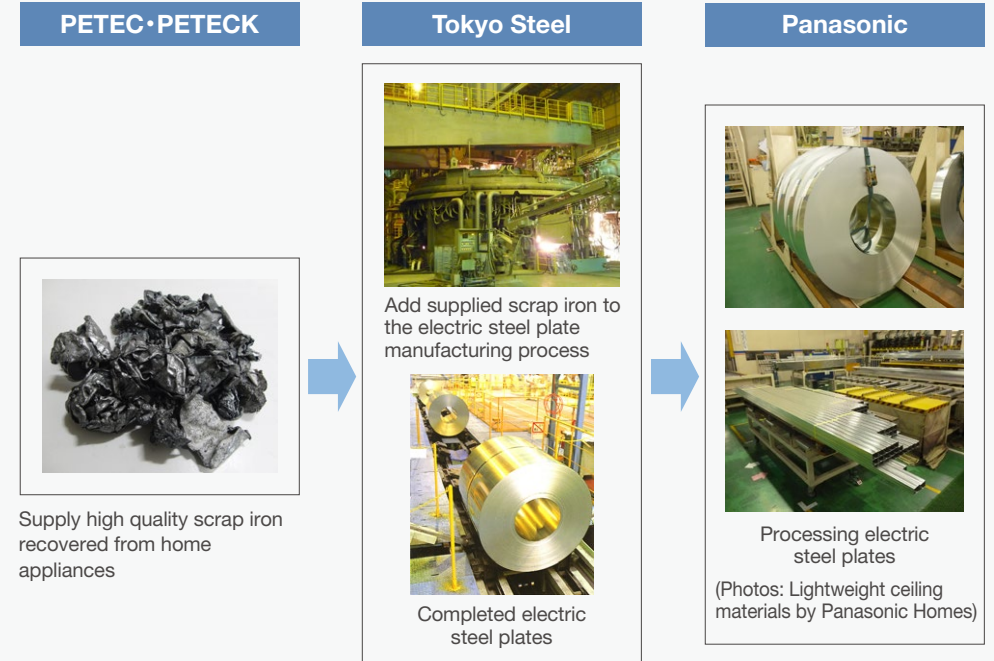 PETEC・PETECK
Tokyo Steel
Panasonic
Supply high quality scrap iron
recovered from home
appliances
Add supplied scrap iron to
the electric steel plate
manufacturing process
Completed electric
steel plates
Processing electric
steel plates
(Photos: Lightweight ceiling
materials by Panasonic Homes)